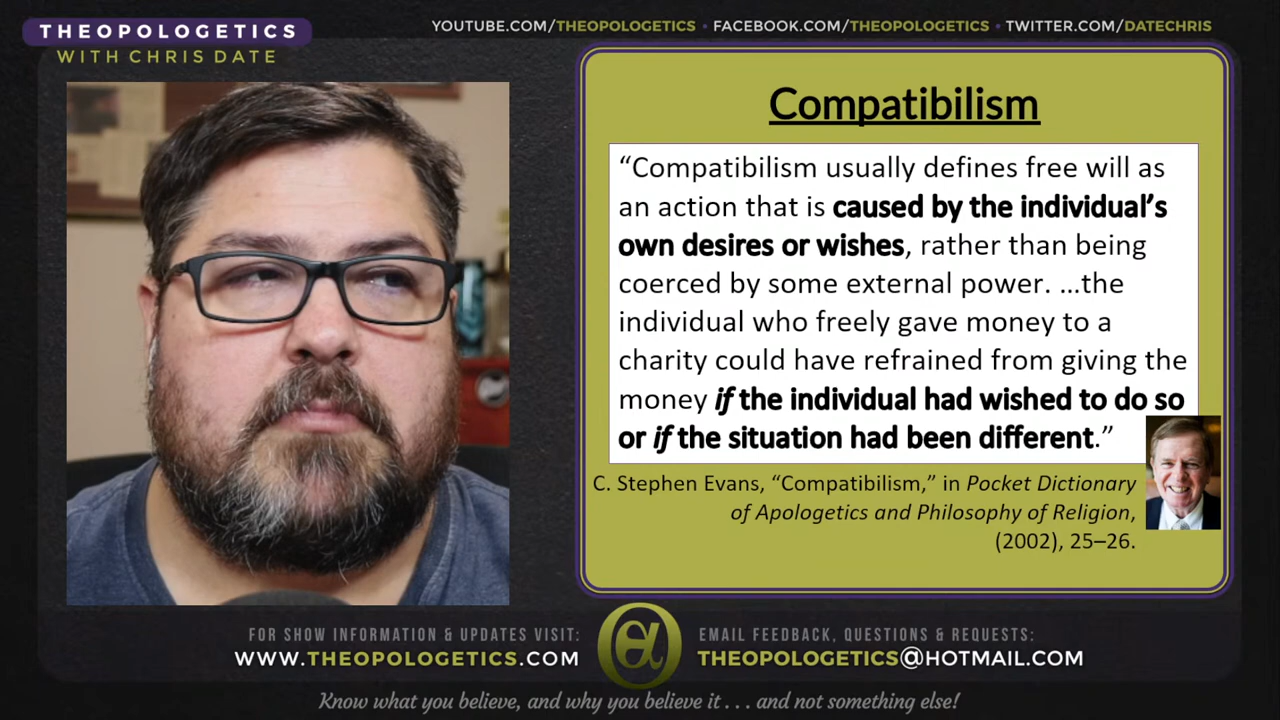 THEOPOLOGETICS
WITH CHRIS DATE
YOUTUBE.COM/THEOPOLOGETICS • FACEBOOK.COM/THEOPOLOGETICS • TWITTER.COM/DATECHRIS
Compatibilism
“Compatibilism usually defines free will as
an action that is caused by the individual’s
own desires or wishes, rather than being
coerced by some external power. …the
individual who freely gave money to a
charity could have refrained from giving the
money if the individual had wished to do so
or if the situation had been different.”
C. Stephen Evans, “Compatibilism,” in Pocket Dictionary
of Apologetics and Philosophy of Religion,
(2002), 25–26.
FOR SHOW INFORMATION & UPDATES VISIT:
WWW.THEOPOLOGETICS.COM
EMAIL FEEDBACK, QUESTIONS & REQUESTS:
THEOPOLOGETICS@HOTMAIL.COM
Know what you believe, and why you believe it . . . and not something else!